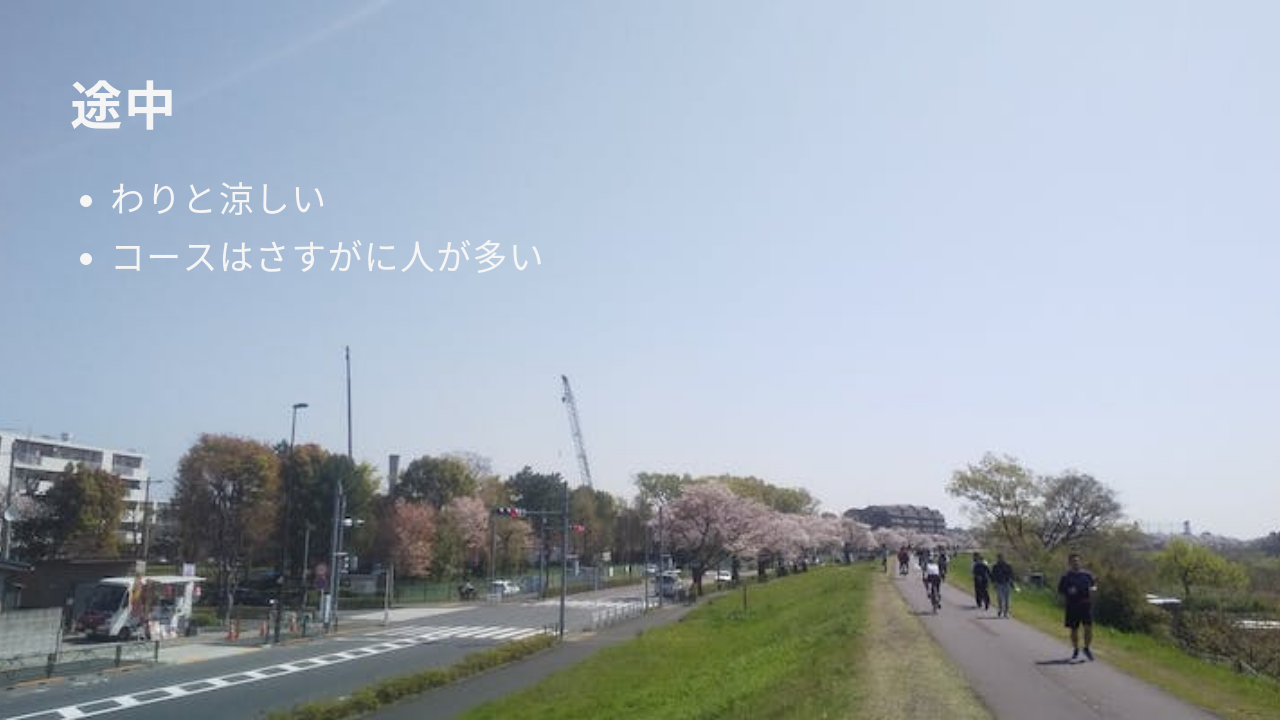 途中
わりと涼しい
コースはさすがに人が多い